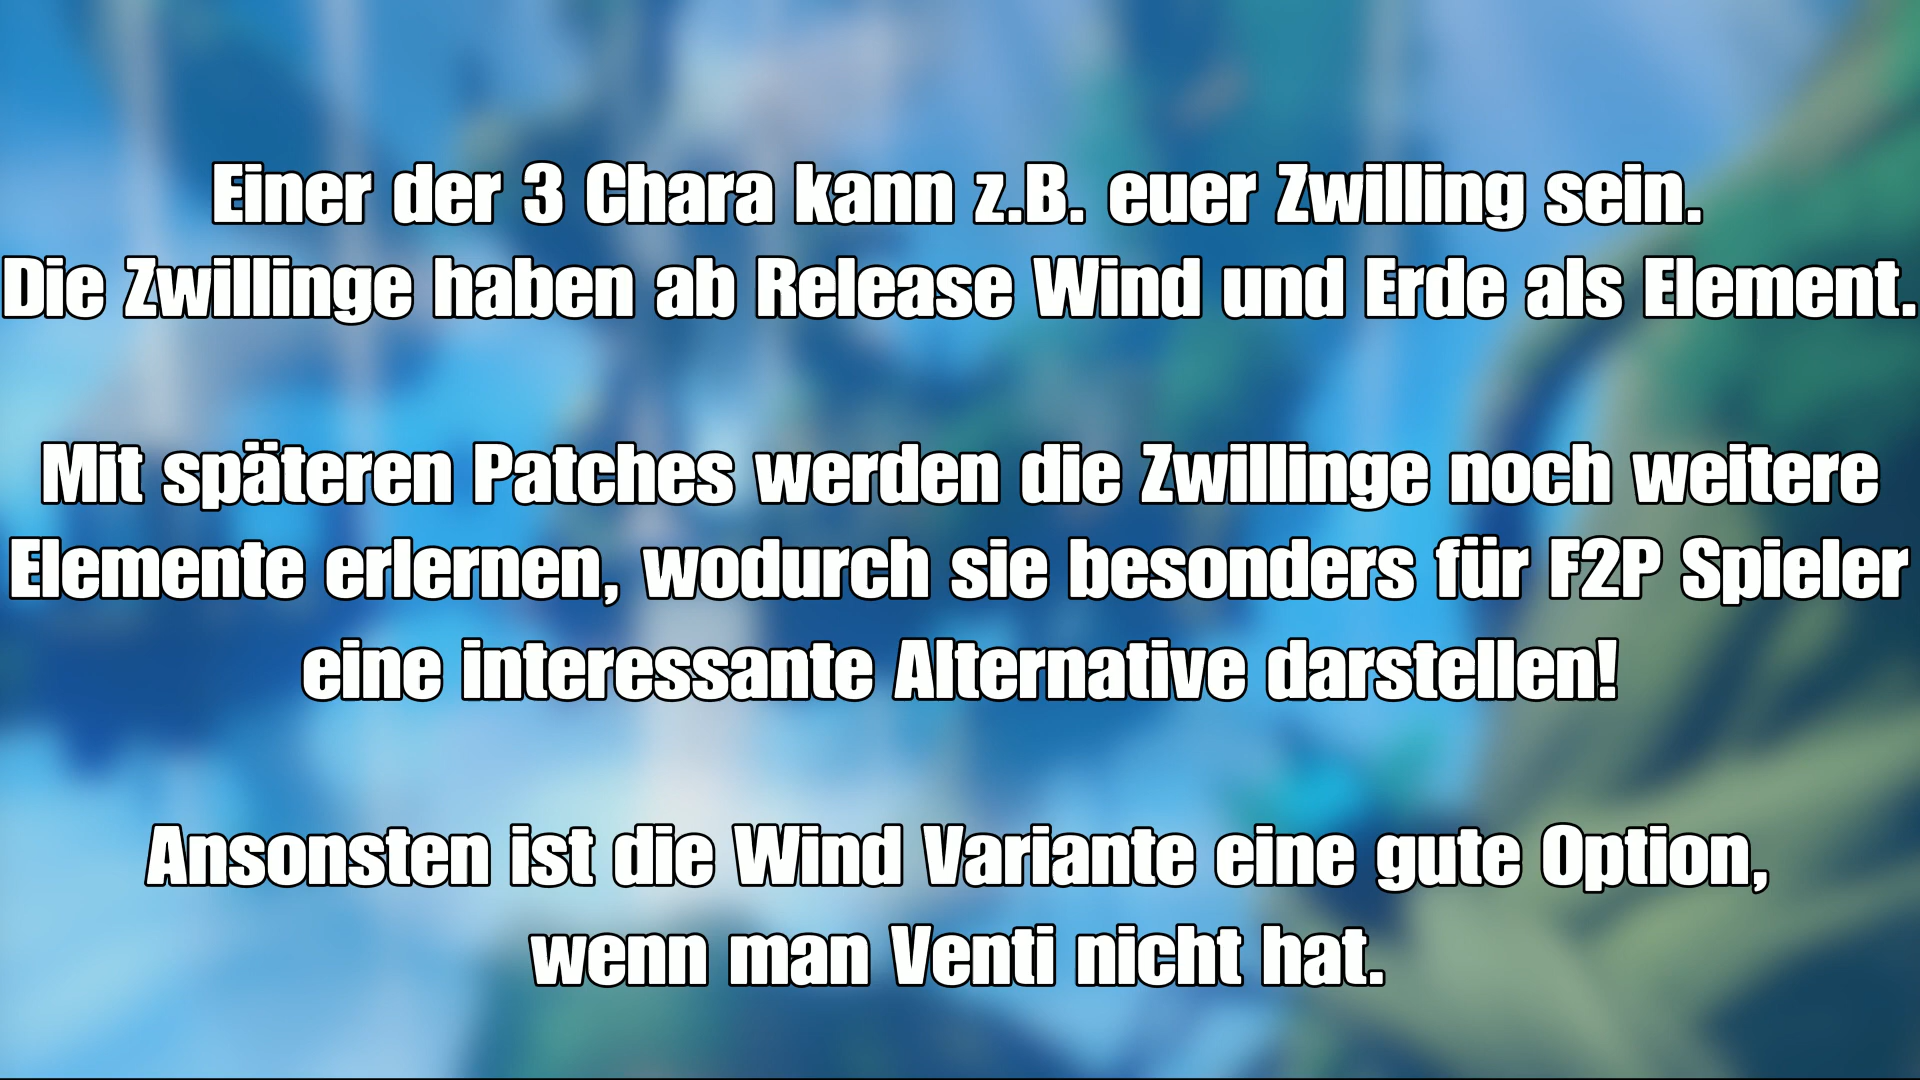 Einer der 3 Chara kann z.B. euer Zwilling sein.
Die Zwillinge haben ab Release Wind und Erde als Element.
Mit späteren Patches werden die Zwillinge noch weitere
Elemente erlernen, wodurch sie besonders für F2P Spieler
eine interessante Alternative darstellen!
Ansonsten ist die Wind Variante eine gute Option,
wenn man Venti nicht hat.